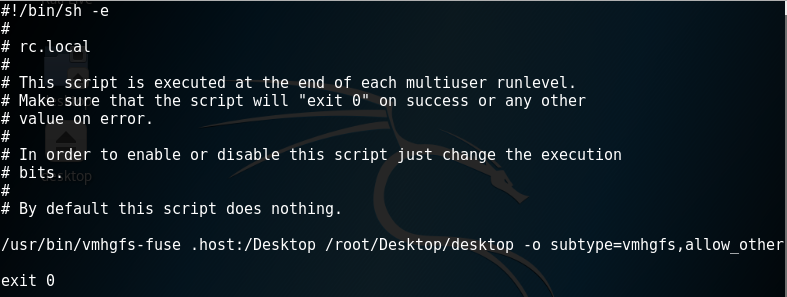 #!/bin/sh -e
#
# rc.local
#
# This script is executed at the end of each multiuser runlevel.
# Make sure that the script will "exit 0" on success or any other
# value on error.
#
# In order to enable or disable this script just change the execution
# bits.
#
# By default this script does nothing.
/usr/bin/vmhgfs-fuse .host:/Desktop /root/Desktop/desktop -o subtype=vmhgfs,allow_other
exit 0